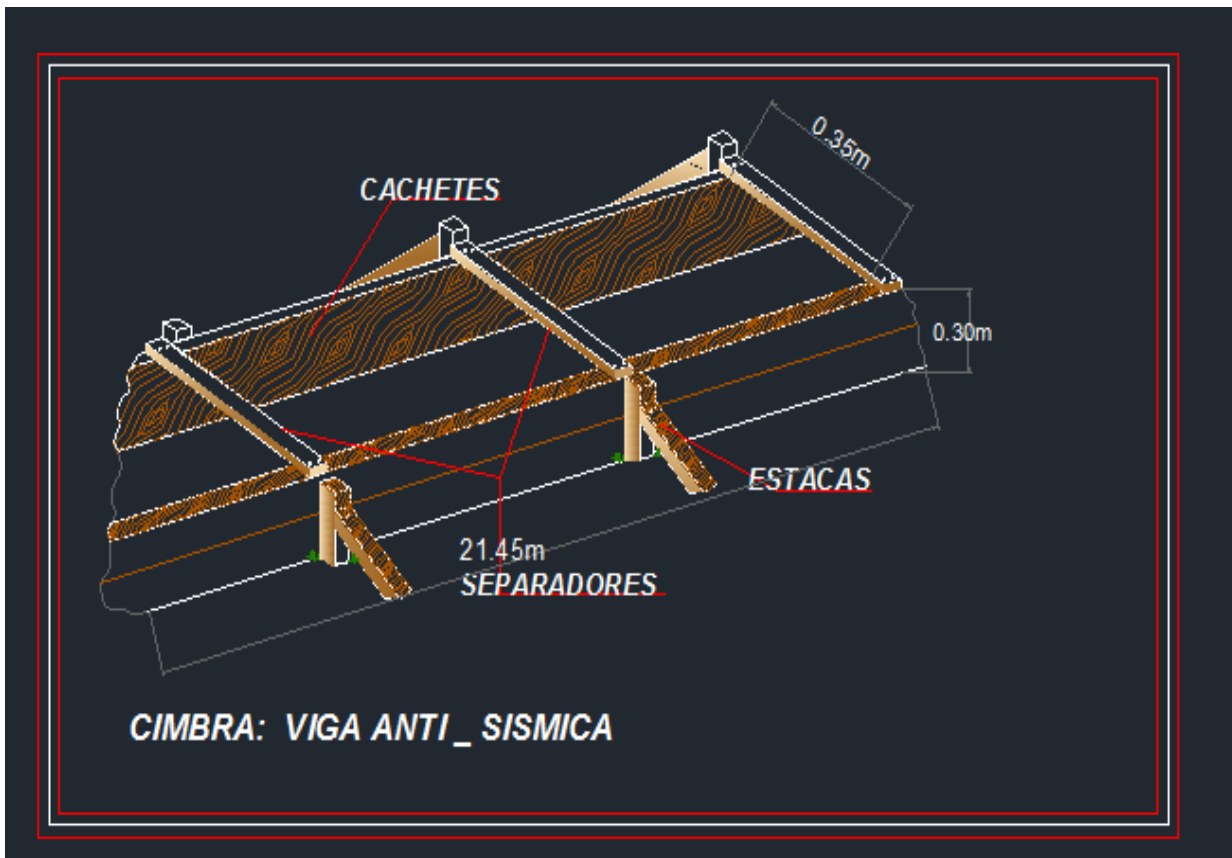 0.35m
CACHETES
0.30m
ESTACAS
21.45m
SEPARADORES
CIMBRA: VIGA ANTI _ SISMICA